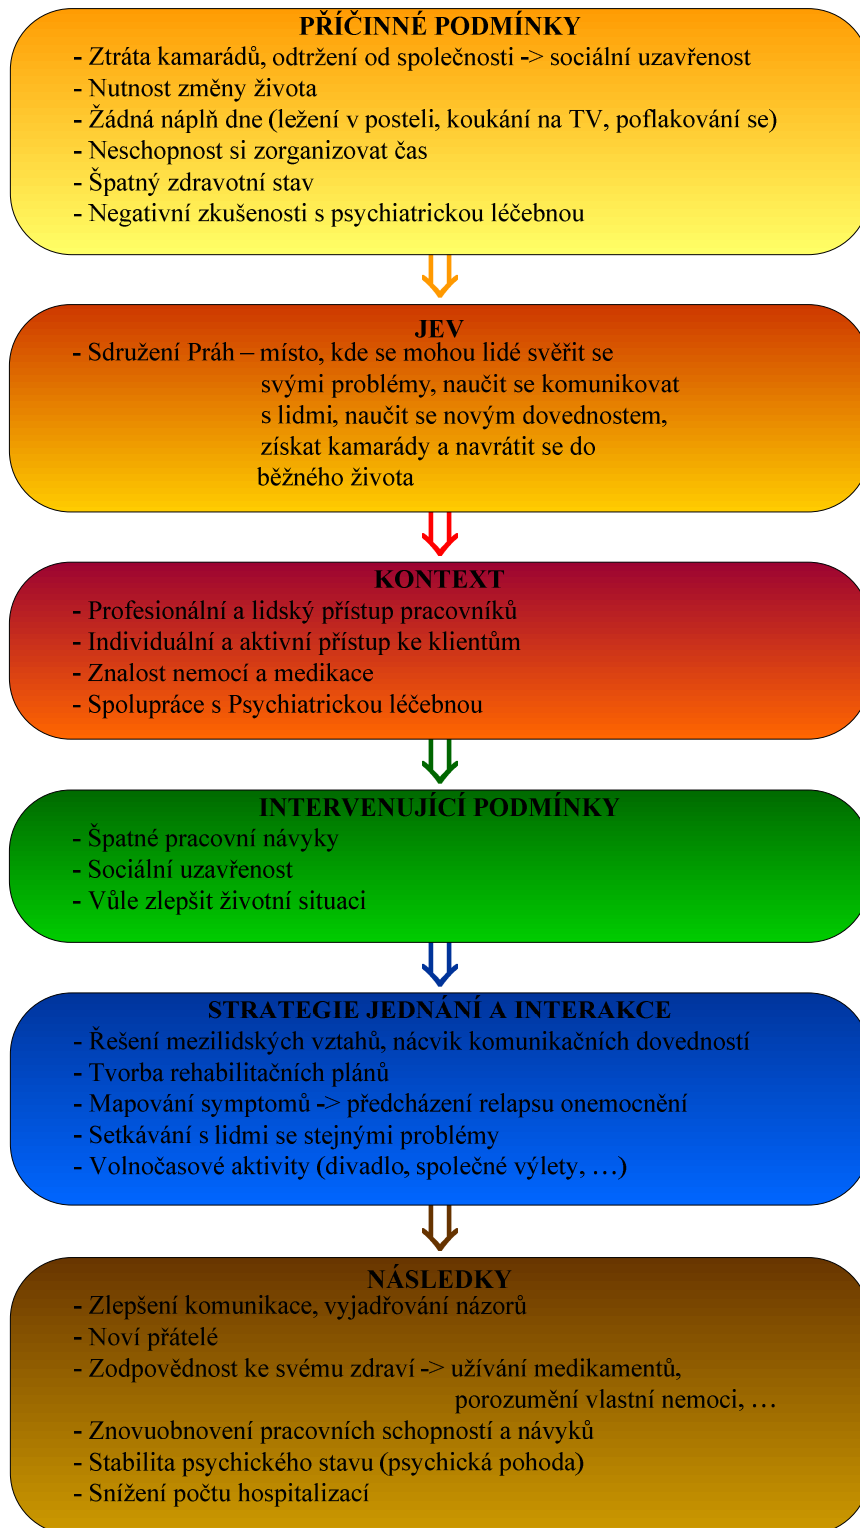 PŘÍČINNÉ PODMÍNKY
- Ztráta kamarádů, odtržení od společnosti -> sociální uzavřenost
- Nutnost změny života
- Žádná náplň dne (ležení v posteli, koukání na TV, poflakování se)
- Neschopnost si zorganizovat čas
- Špatný zdravotní stav
- Negativní zkušenosti s psychiatrickou léčebnou
JEV
- Sdružení Práh – místo, kde se mohou lidé svěřit se
svými problémy, naučit se komunikovat
s lidmi, naučit se novým dovednostem,
získat kamarády a navrátit se do
běžného života
KONTEXT
- Profesionální a lidský přístup pracovníků
- Individuální a aktivní přístup ke klientům
- Znalost nemocí a medikace
- Spolupráce s Psychiatrickou léčebnou
INTERVENUJÍCÍ PODMÍNKY
- Špatné pracovní návyky
- Sociální uzavřenost
- Vůle zlepšit životní situaci
STRATEGIE JEDNÁNÍ A INTERAKCE
- Řešení mezilidských vztahů, nácvik komunikačních dovedností
- Tvorba rehabilitačních plánů
- Mapování symptomů -> předcházení relapsu onemocnění
- Setkávání s lidmi se stejnými problémy
- Volnočasové aktivity (divadlo, společné výlety, …)
NÁSLEDKY
- Zlepšení komunikace, vyjadřování názorů
- Noví přátelé
- Zodpovědnost ke svému zdraví -> užívání medikamentů,
porozumění vlastní nemoci, …
- Znovuobnovení pracovních schopností a návyků
- Stabilita psychického stavu (psychická pohoda)
- Snížení počtu hospitalizací